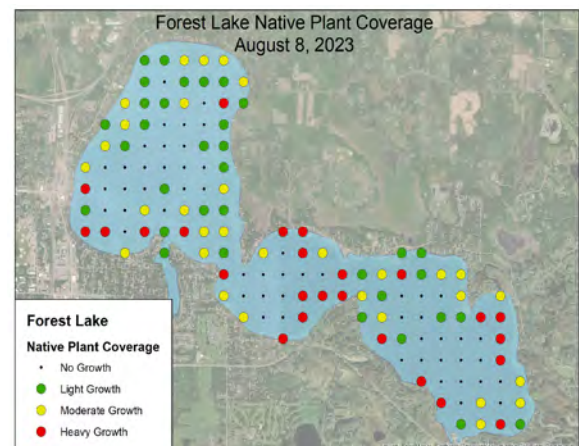 Forest Lake Native Plant Coverage
August 8, 2023
Forest Lake
Native Plant Coverage
No Growth
Light Growth
Moderate Growth
Heavy Growth